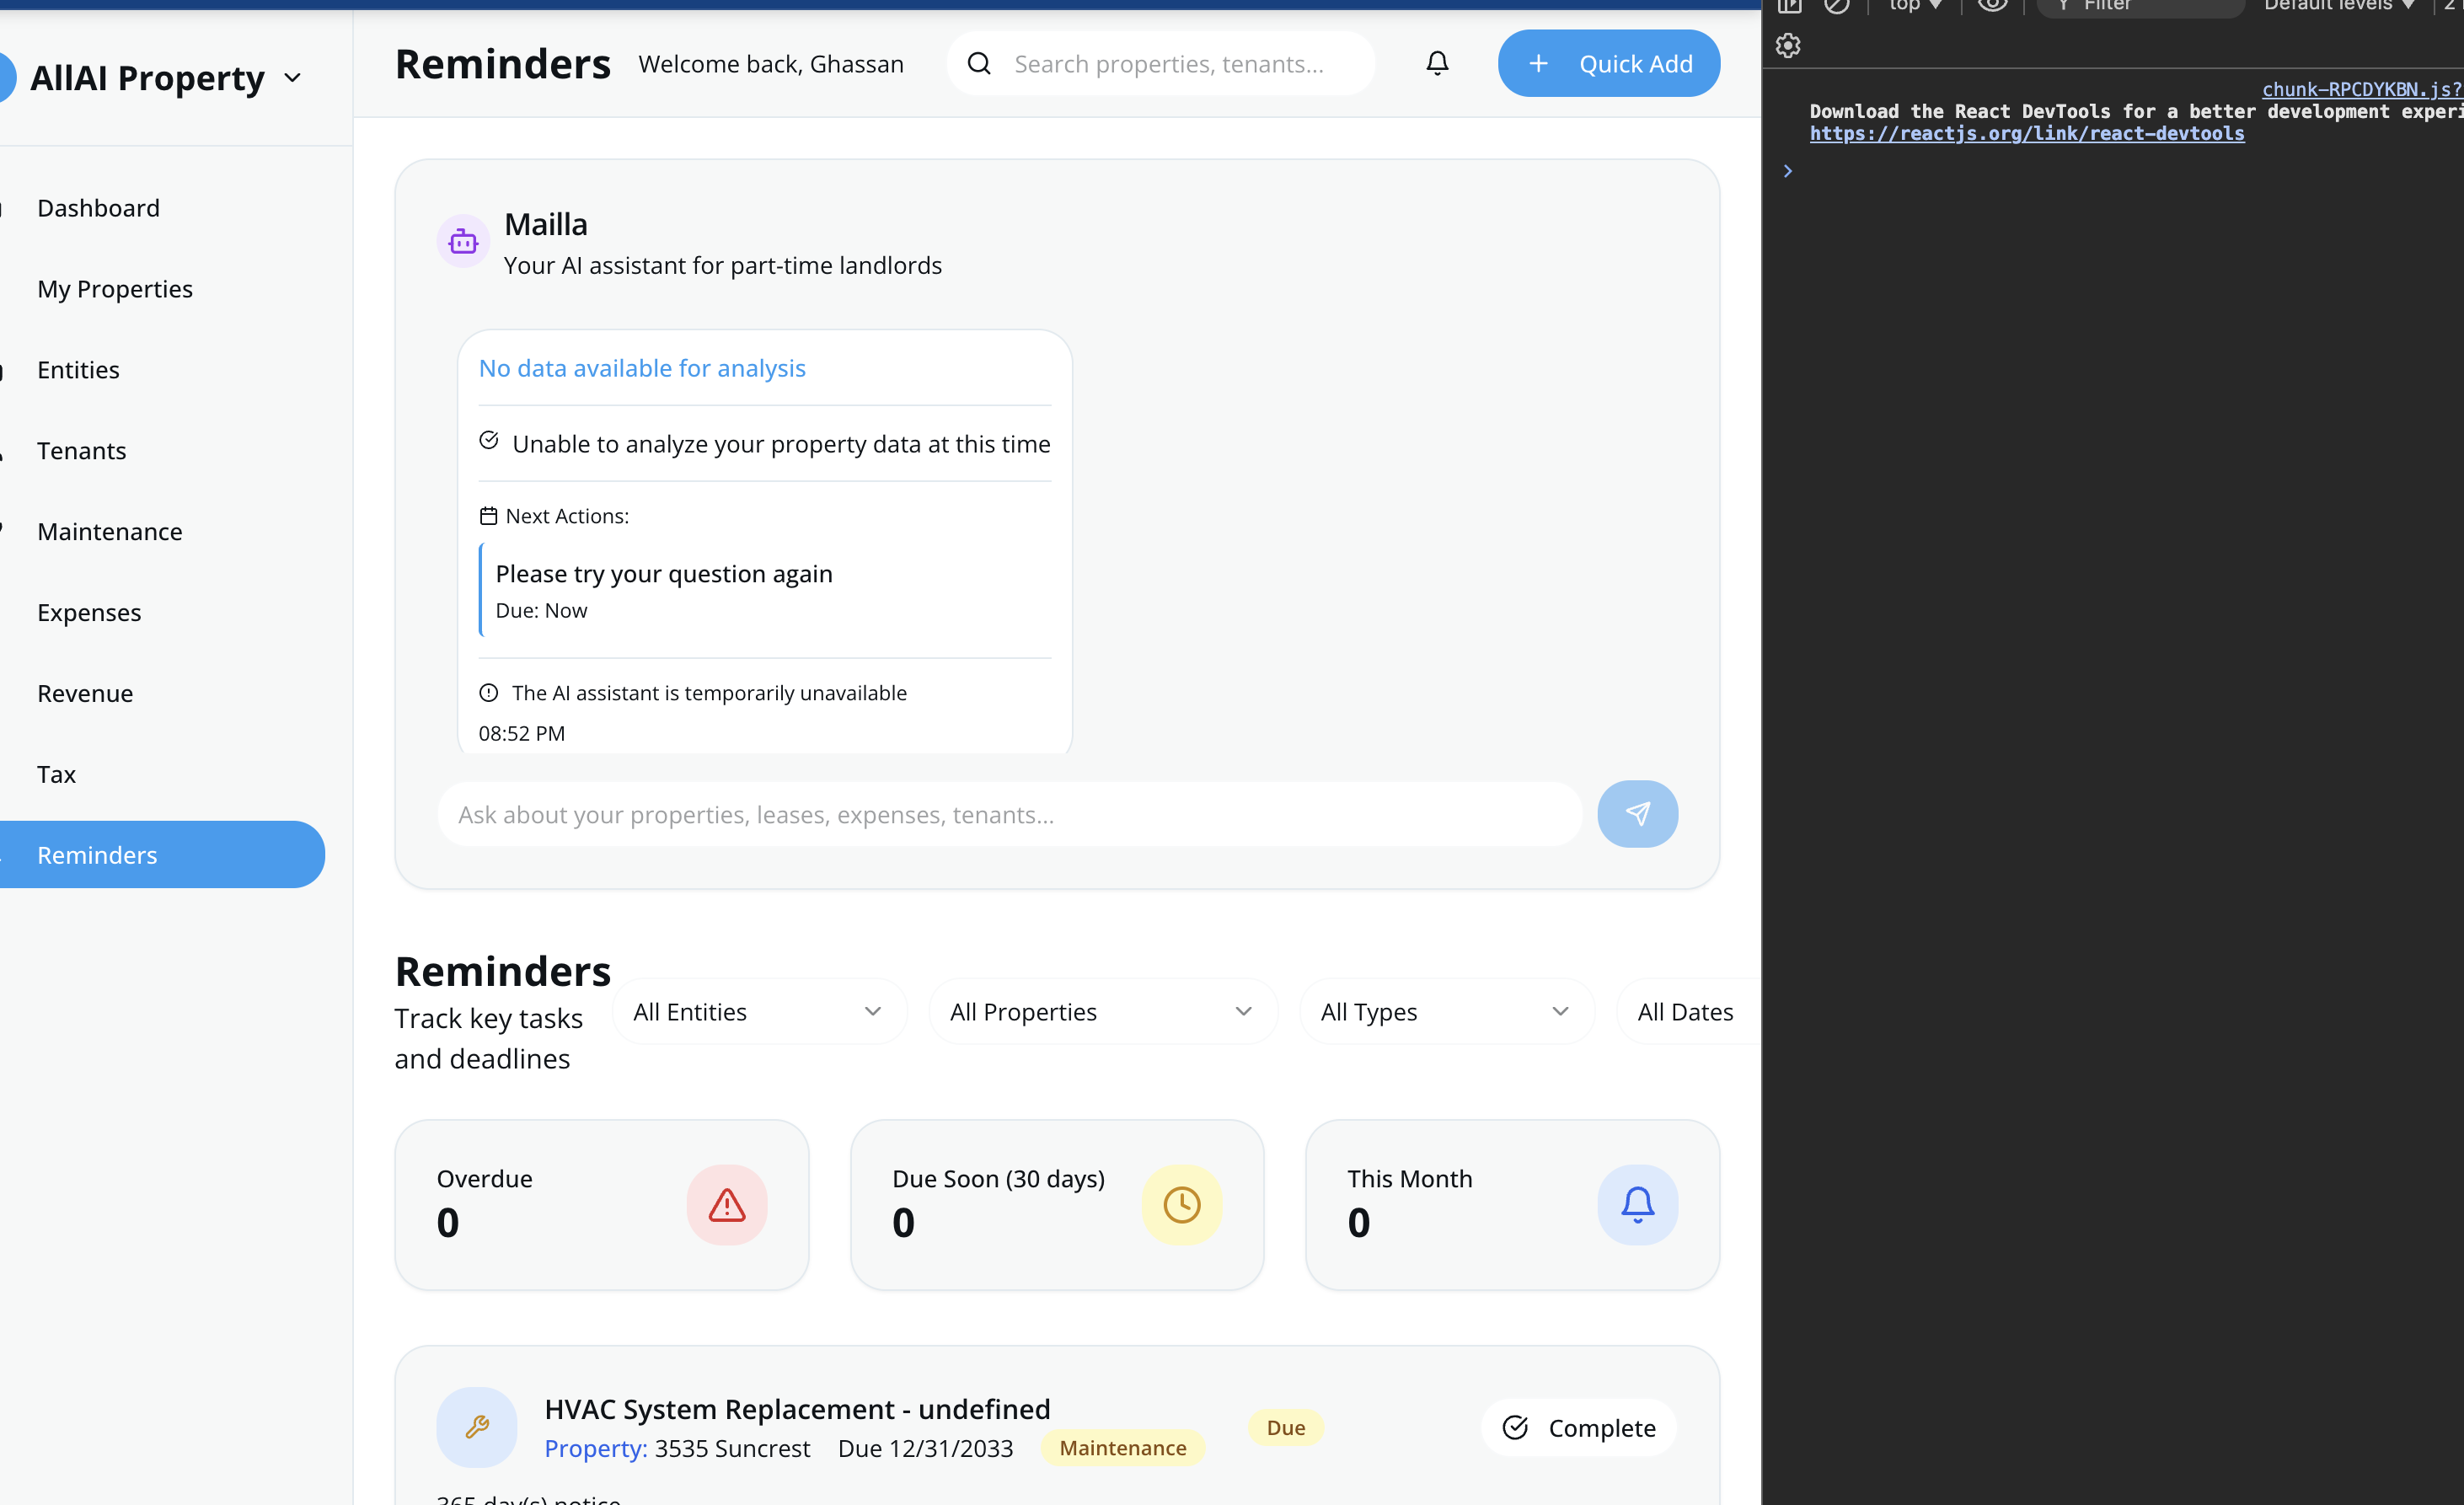 AllAI Property
Dashboard
My Properties
Entities
Tenants
Maintenance
Expenses
Revenue
Tax
Reminders
Reminders
Welcome back, Ghassan
Search properties, tenants...
Quick Add
Mailla
Your AI assistant for part-time landlords
No data available for analysis
Unable to analyze your property data at this time
Next Actions:
Please try your question again
Due: Now
The AI assistant is temporarily unavailable
08:52 PM
Ask about your properties, leases, expenses, tenants...
Reminders
Track key tasks
and deadlines
All Entities
All Properties
All Types
All Dates
Overdue
0
Due Soon (30 days)
0
This Month
0
HVAC System Replacement - undefined
Property: 3535 Suncrest Due 12/31/2033 Maintenance
Due
Complete
365 day(s) notice
top
Filter
Default levels
2
chunk-RPCDYKBN.js?
Download the React DevTools for a better development experi
https://reactjs.org/link/react-devtools